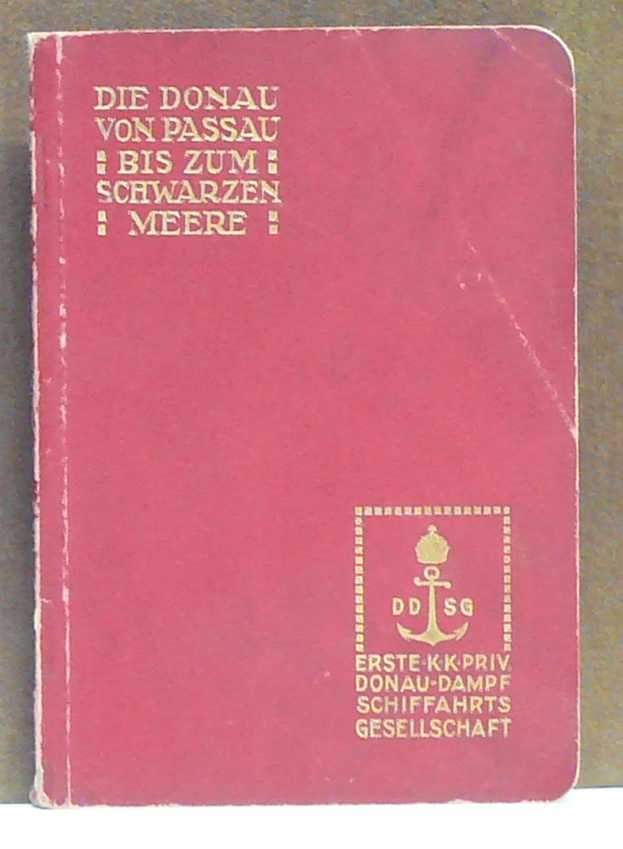 DIE DONAU
VON PASSAU
BIS ZUM
SCHWARZEN
MEERE
DD SG
ERSTE·K·K·PRIV.
DONAU-DAMPF
SCHIFFAHRTS
GESELLSCHAFT